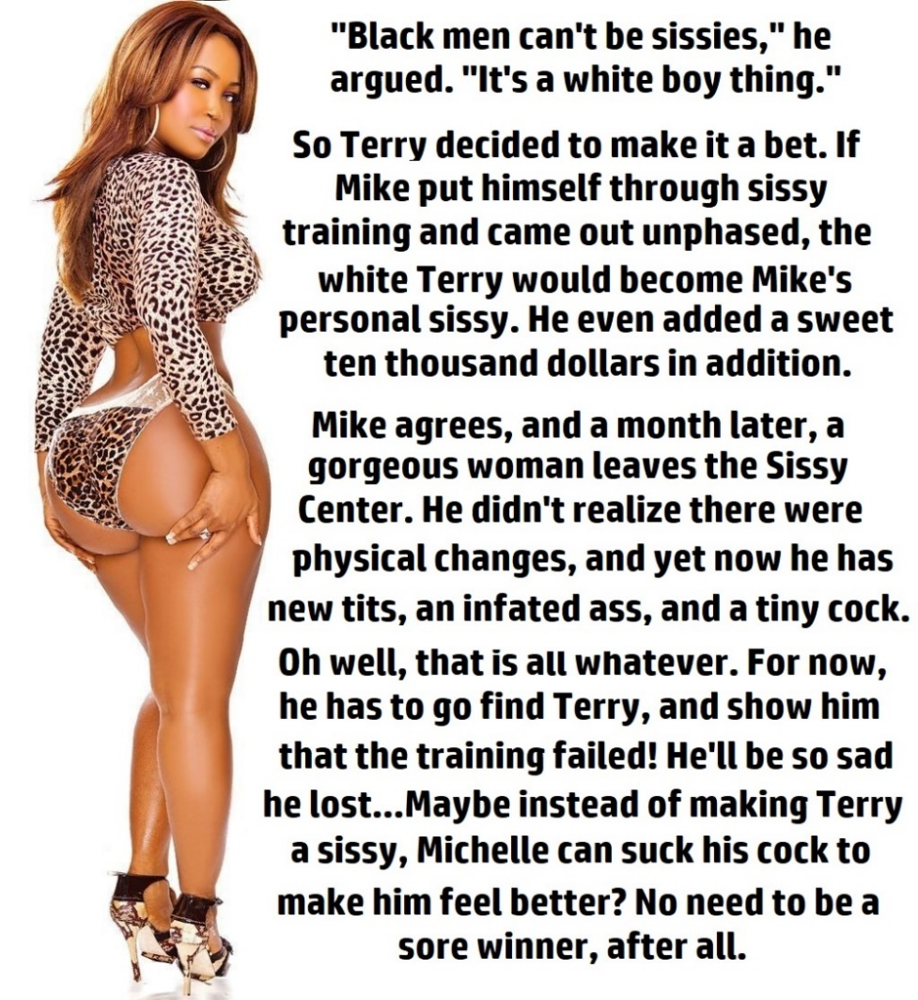 "Black men can't be sissies," he
argued. "It's a white boy thing."
So Terry decided to make it a bet. If
Mike put himself through sissy
training and came out unphased, the
white Terry would become Mike's
personal sissy. He even added a sweet
ten thousand dollars in addition.
Mike agrees, and a month later, a
gorgeous woman leaves the Sissy
Center. He didn't realize there were
physical changes, and yet now he has
new tits, an infated ass, and a tiny cock.
Oh well, that is all whatever. For now,
he has to go find Terry, and show him
that the training failed! He'll be so sad
he lost...Maybe instead of making Terry
a sissy, Michelle can suck his cock to
make him feel better? No need to be a
sore winner, after all.